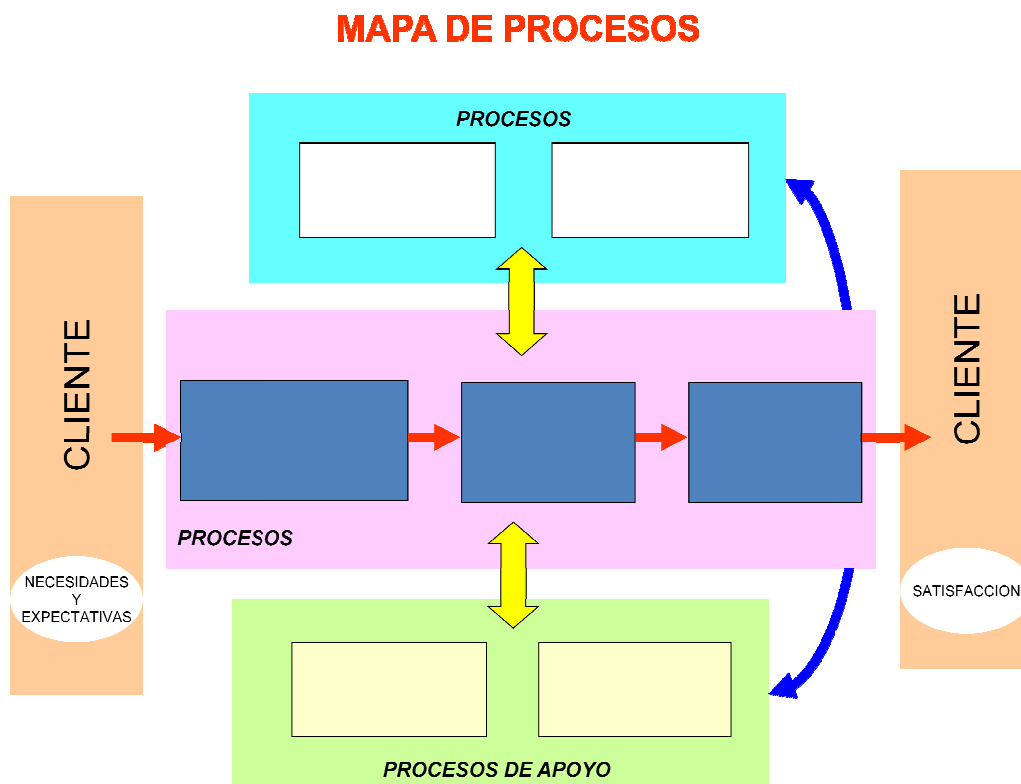 MAPA DE PROCESOS
PROCESOS
CLIENTE
CLIENTE
PROCESOS
NECESIDADES
Y
EXPECTATIVAS
SATISFACCION
PROCESOS DE APOYO